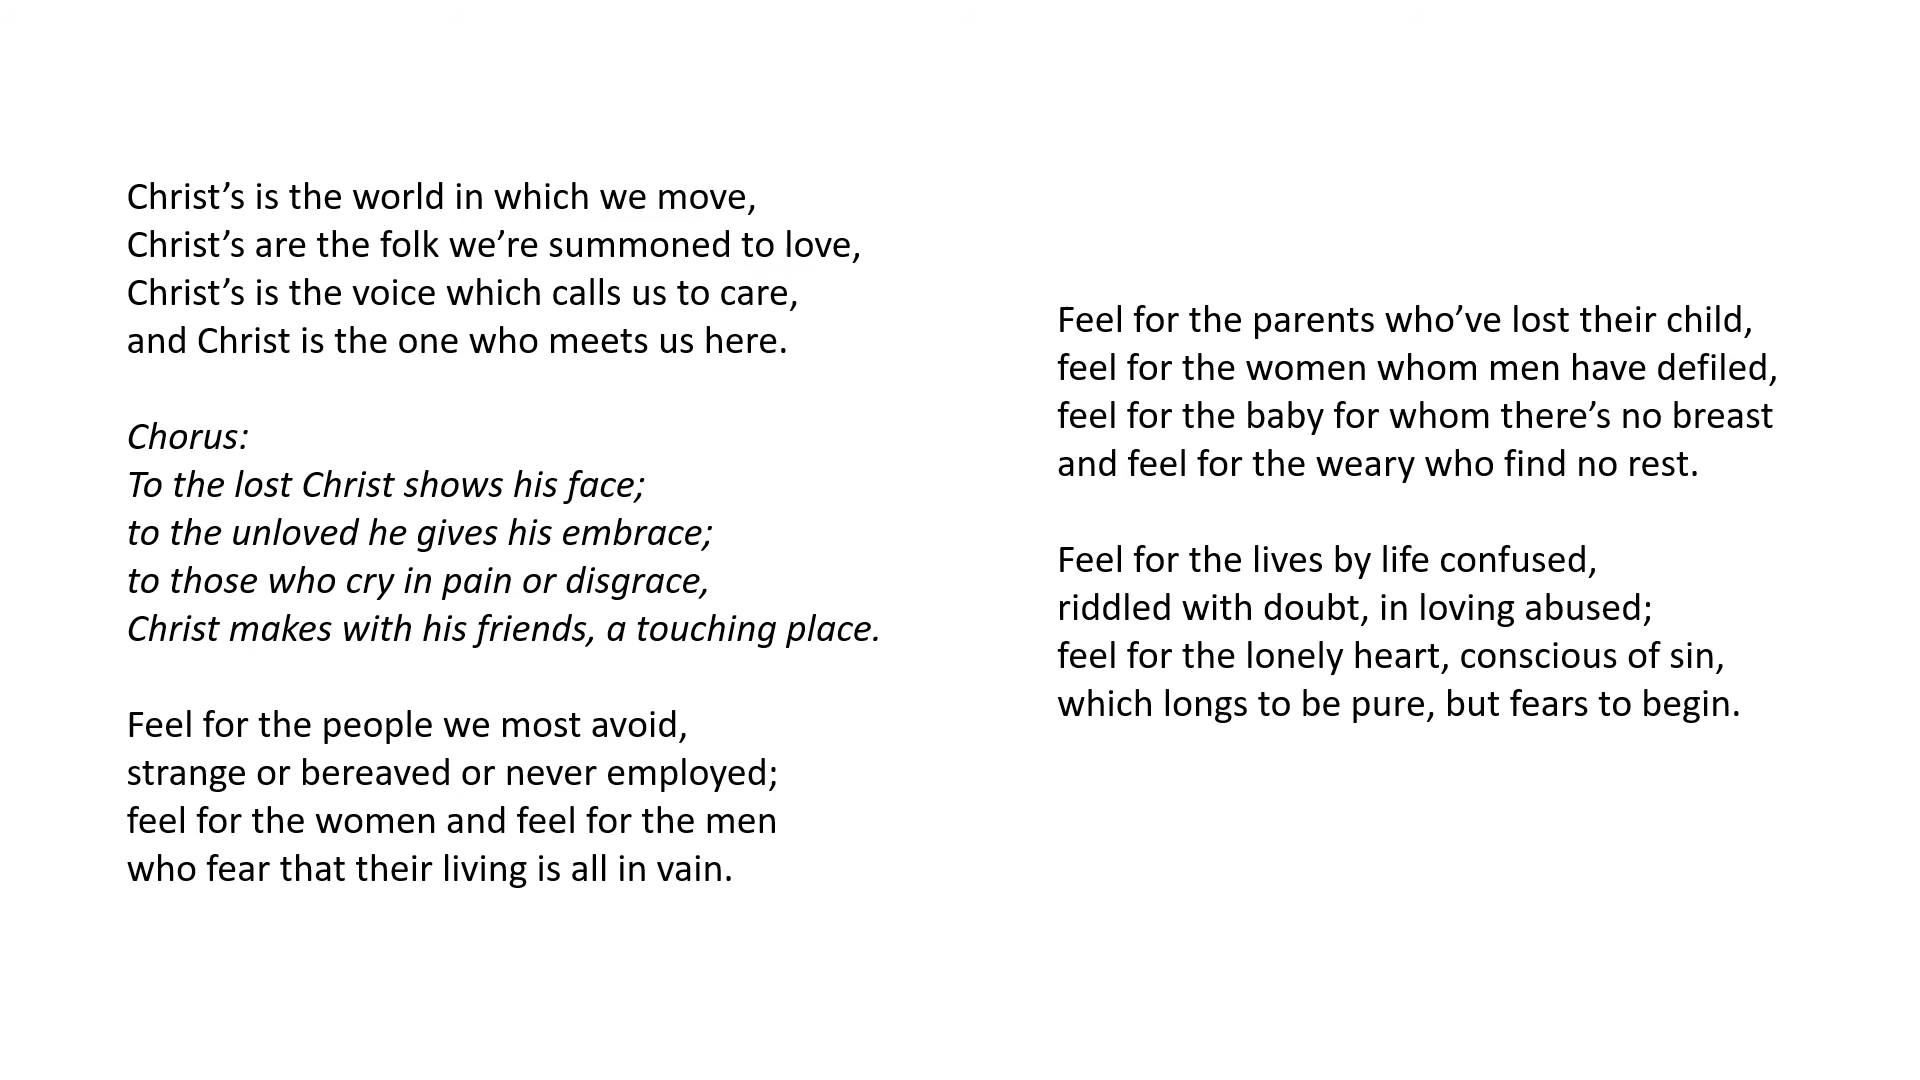 Christ’s is the world in which we move,
Christ’s are the folk we’re summoned to love,
Christ’s is the voice which calls us to care,
and Christ is the one who meets us here.

Chorus:
To the lost Christ shows his face;
to the unloved he gives his embrace;
to those who cry in pain or disgrace,
Christ makes with his friends, a touching place.

Feel for the people we most avoid,
strange or bereaved or never employed;
feel for the women and feel for the men
who fear that their living is all in vain.

Feel for the parents who’ve lost their child,
feel for the women whom men have defiled,
feel for the baby for whom there’s no breast
and feel for the weary who find no rest.

Feel for the lives by life confused,
riddled with doubt, in loving abused;
feel for the lonely heart, conscious of sin,
which longs to be pure, but fears to begin.